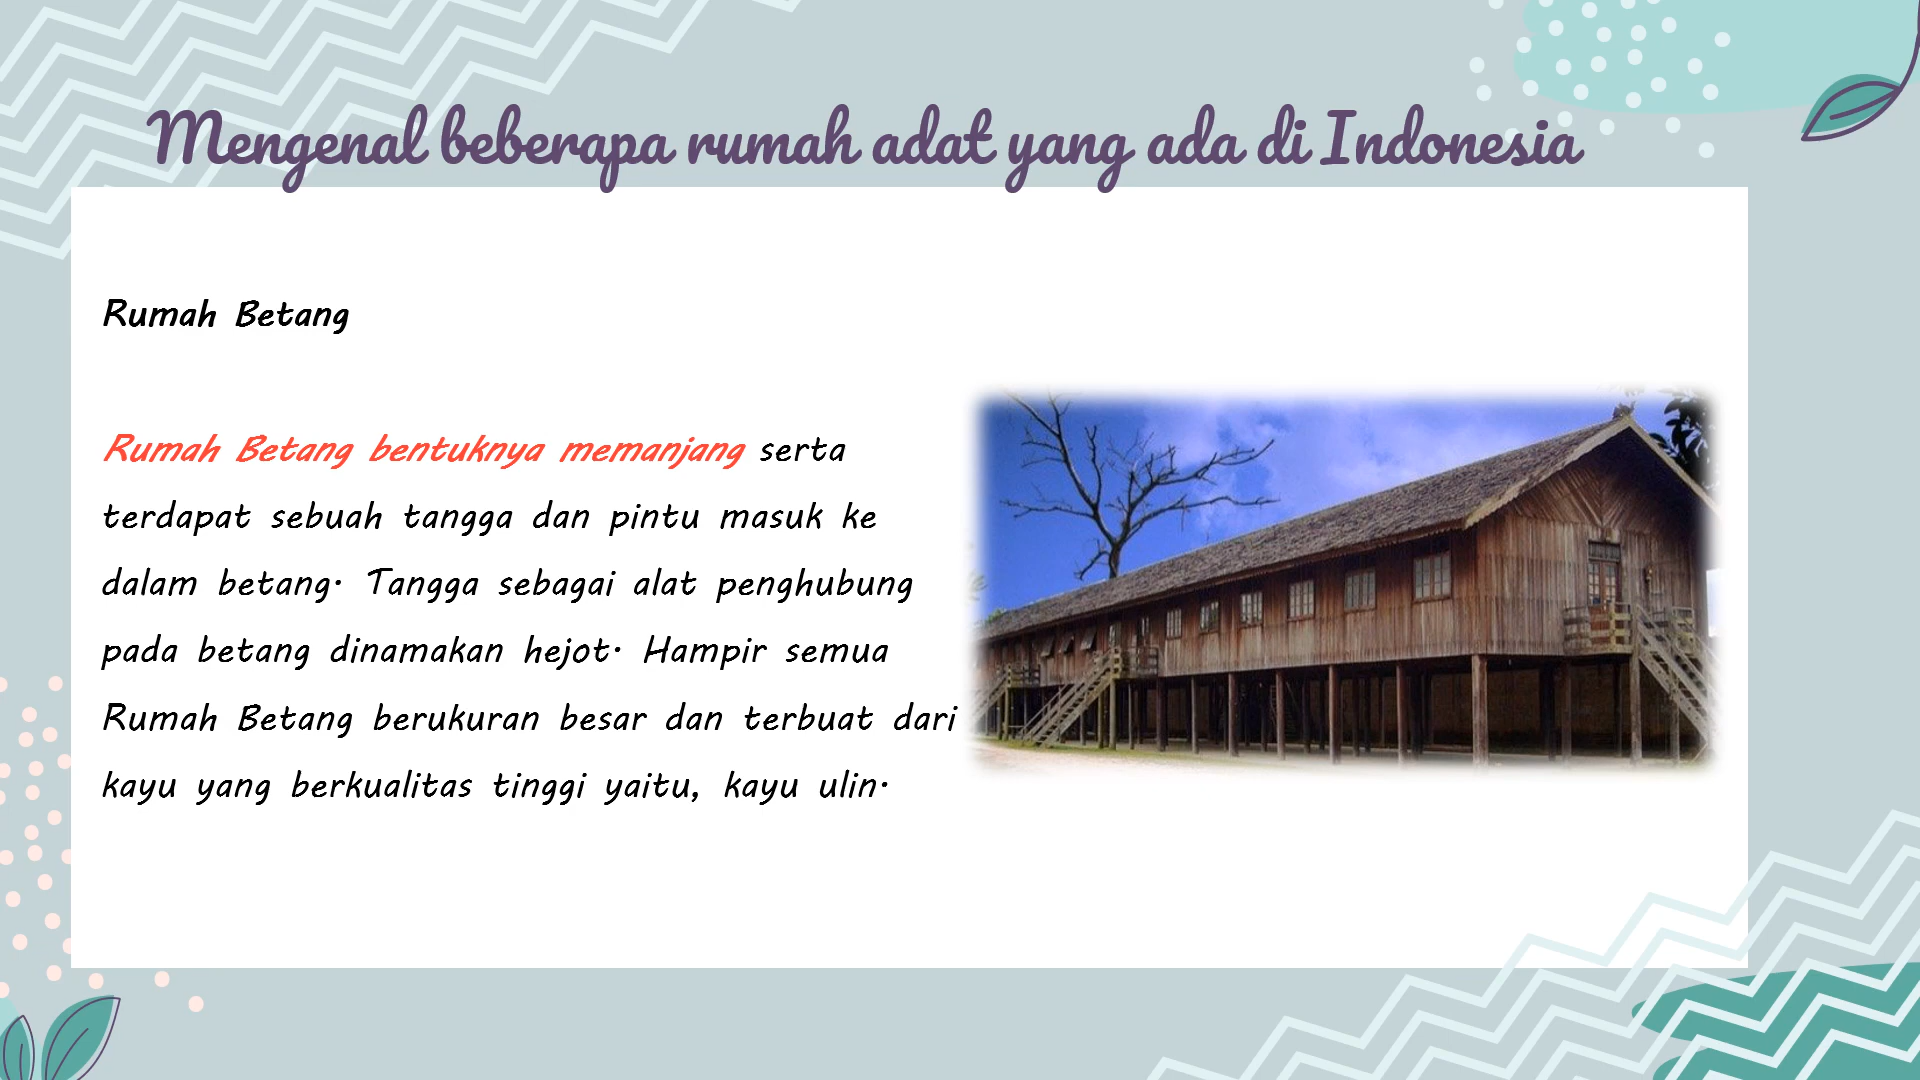 Mengenal beberapa rumah adat yang ada di Indonesia
Rumah Betang
Rumah Betang bentuknya memanjang serta
terdapat sebuah tangga dan pintu masuk ke
dalam betang. Tangga sebagai alat penghubung
pada betang dinamakan hejot. Hampir semua
Rumah Betang berukuran besar dan terbuat dari
kayu yang berkualitas tinggi yaitu, kayu ulin.